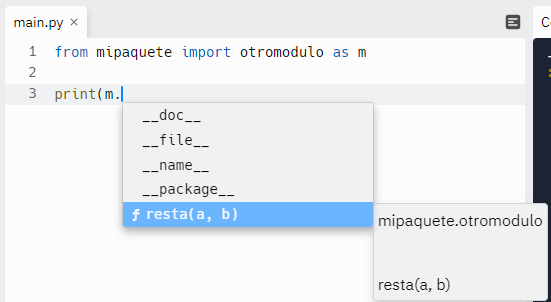 main.py ×
Co
1 from mipaquete import otromodulo as m
2
3 print(m.
__doc__
__file__
__name__
__package__
ƒ resta(a, b)
mipaquete.otromodulo
resta(a, b)